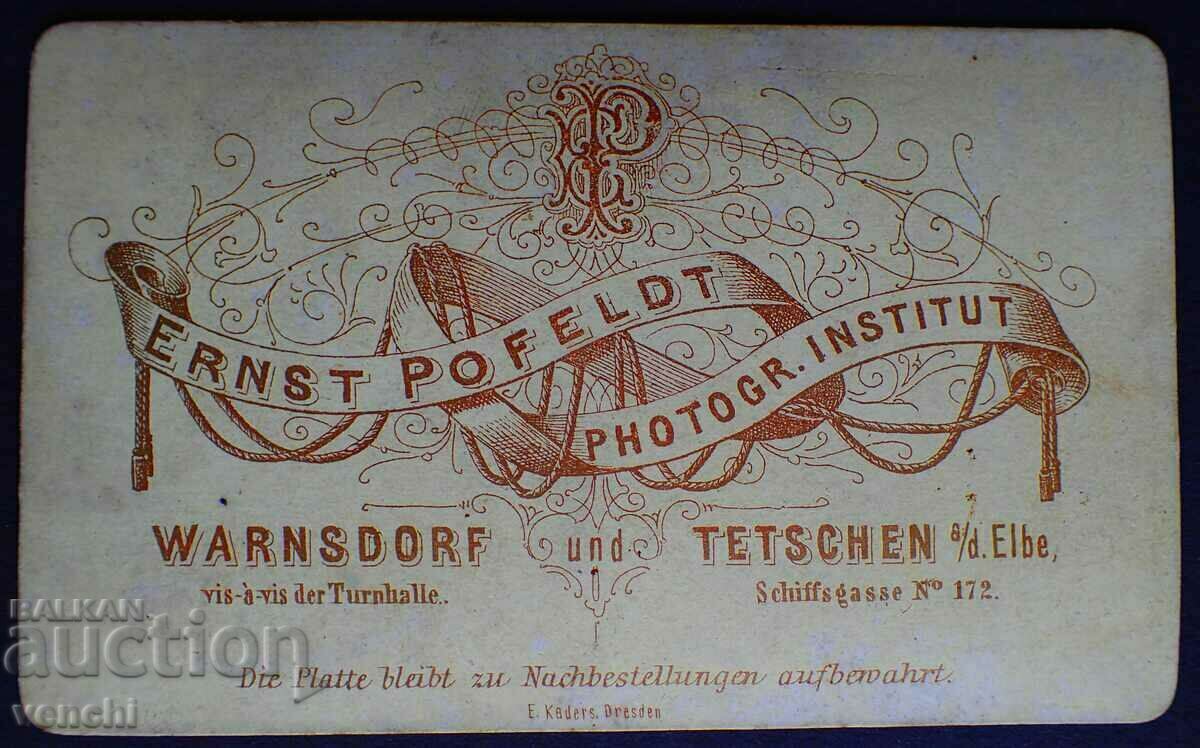 EP
ERNST POFELDT
PHOTOGR. INSTITUT
WARNSDORF und TETSCHEN a/d. Elbe,
vis-à-vis der Turnhalle.
Schiffsgasse No 172.
Die Platte bleibt zu Nachbestellungen aufbewahrt.
E. Kaders, Dresden
BALKAN
auction
venchi